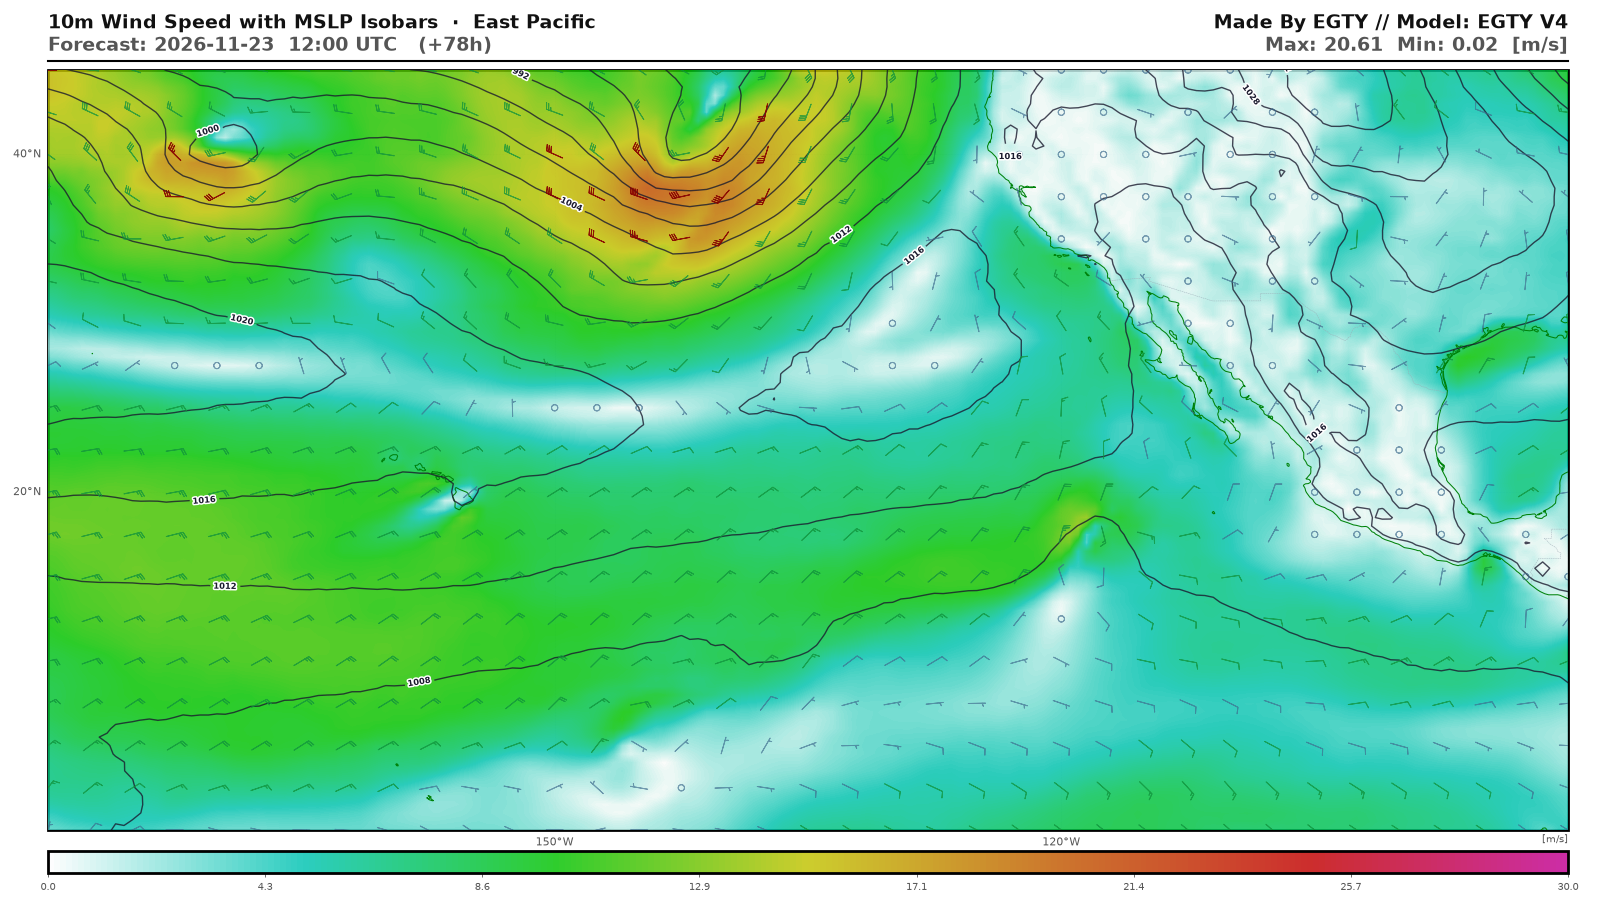 10m Wind Speed with MSLP Isobars · East Pacific
Made By EGTY // Model: EGTY V4
Forecast: 2026-11-23 12:00 UTC (+78h)
Max: 20.61 Min: 0.02 [m/s]
992
1028
1000
40°N
1016
1004
1012
1016
1020
1016
20°N
1016
1012
1008
150°W
120°W
[m/s]
0.0
4.3
8.6
12.9
17.1
21.4
25.7
30.0